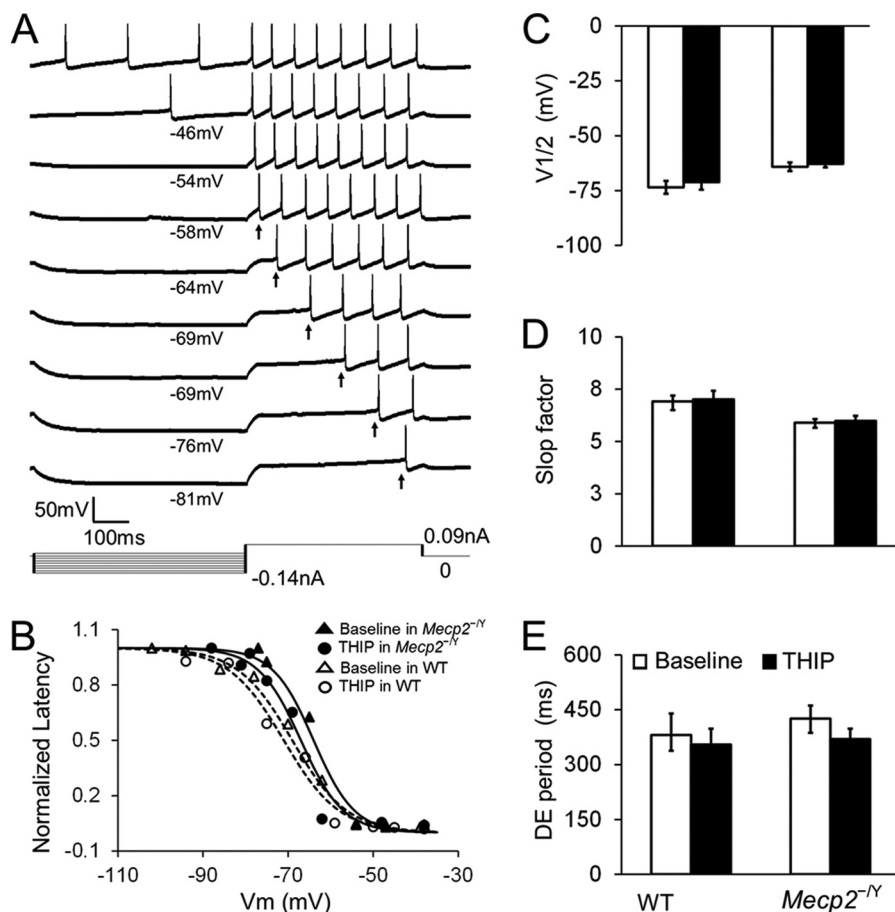 A
-46mV
-54mV
-58mV
-64mV
-69mV
-69mV
-76mV
-81mV
50mV
100ms
0.09nA
-0.14nA
0
B
Normalized Latency
1.1
0.8
0.5
0.2
-0.1
-110
-90
-70
-50
-30
Vm (mV)
Baseline in Mecp2⁻/ʸ
THIP in Mecp2⁻/ʸ
Baseline in WT
THIP in WT
C
V1/2 (mV)
0
-25
-50
-75
-100
D
Slop factor
10
8
5
3
0
E
DE period (ms)
600
450
300
150
0
Baseline
THIP
WT
Mecp2⁻/ʸ